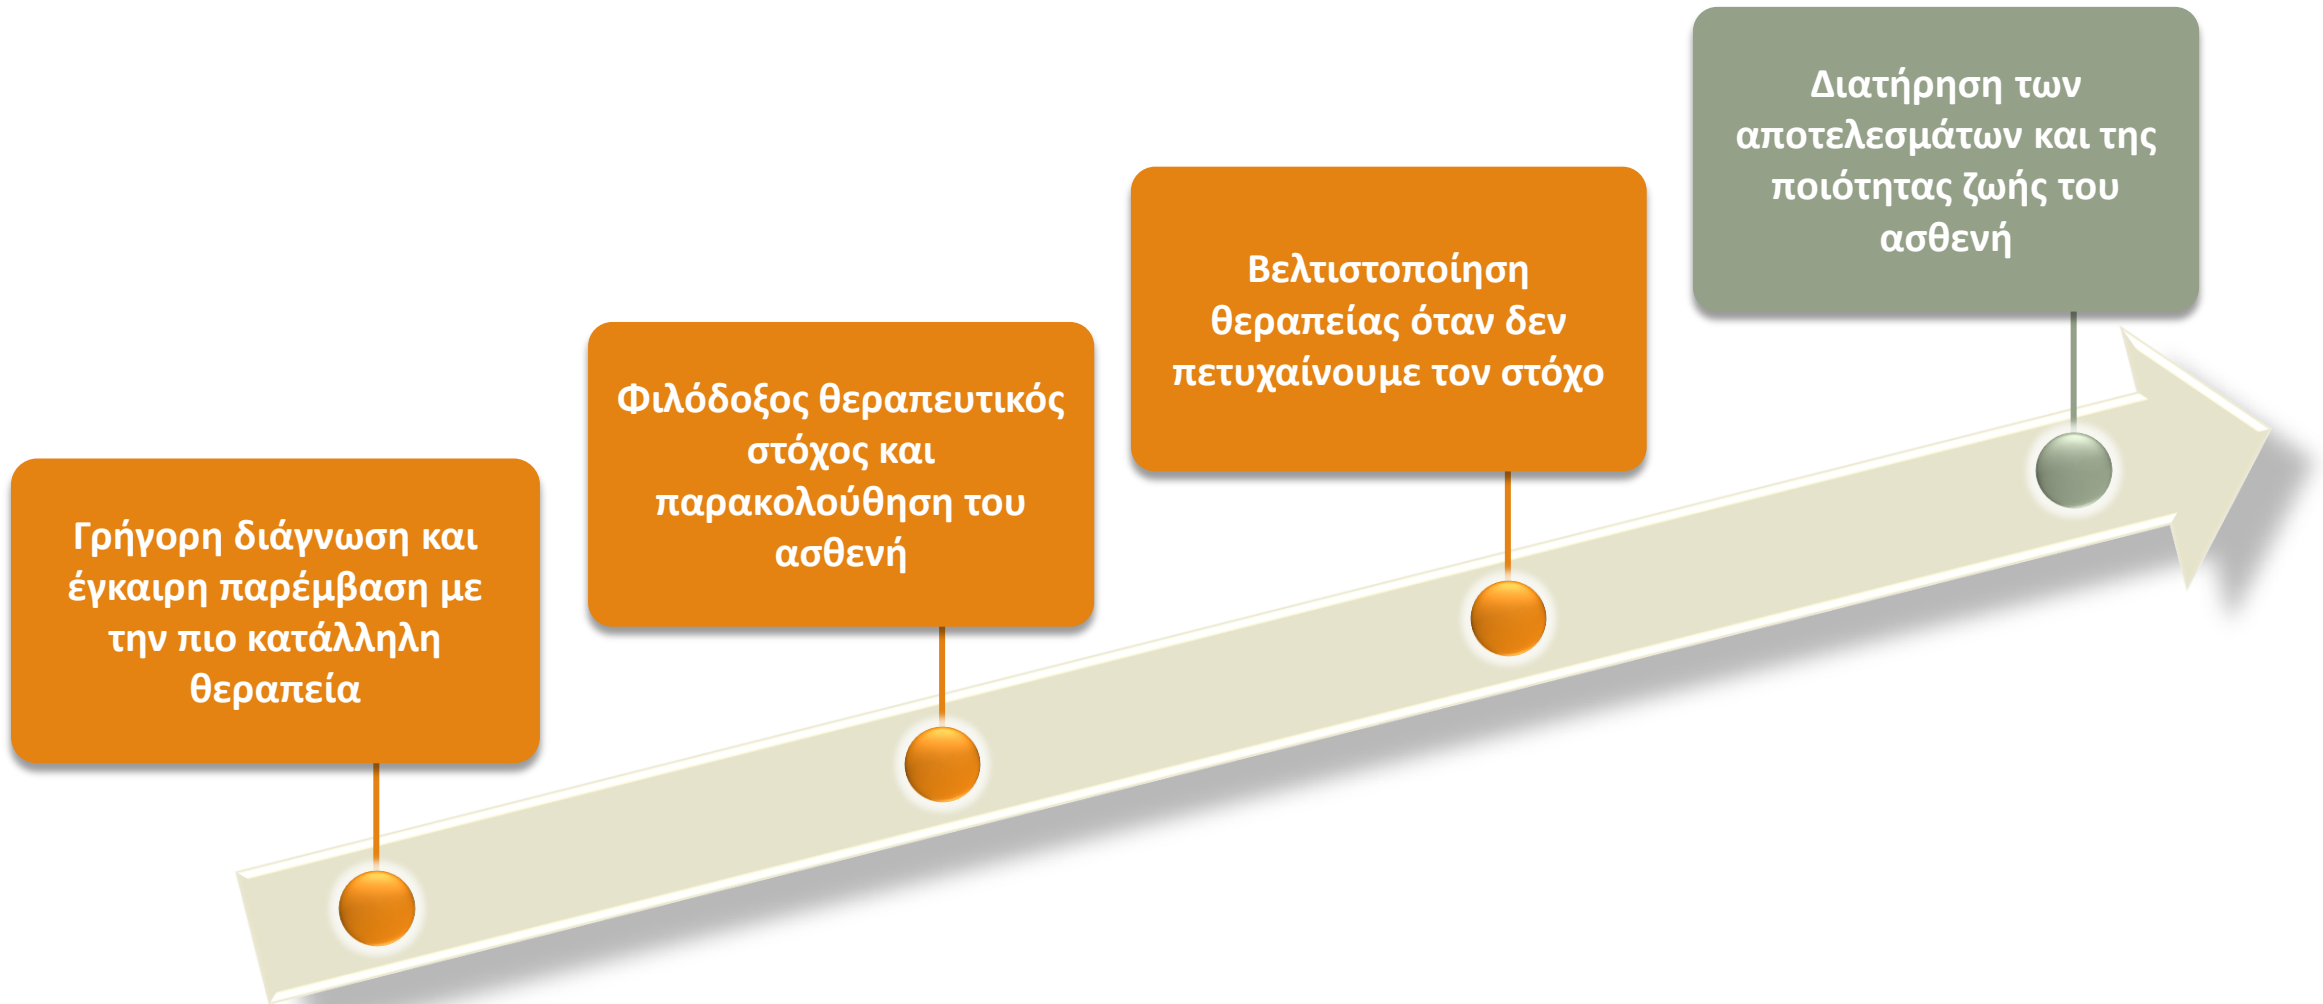 Γρήγορη διάγνωση και
έγκαιρη παρέμβαση με
την πιο κατάλληλη
θεραπεία
Φιλόδοξος θεραπευτικός
στόχος και
παρακολούθηση του
ασθενή
Βελτιστοποίηση
θεραπείας όταν δεν
πετυχαίνουμε τον στόχο
Διατήρηση των
αποτελεσμάτων και της
ποιότητας ζωής του
ασθενή